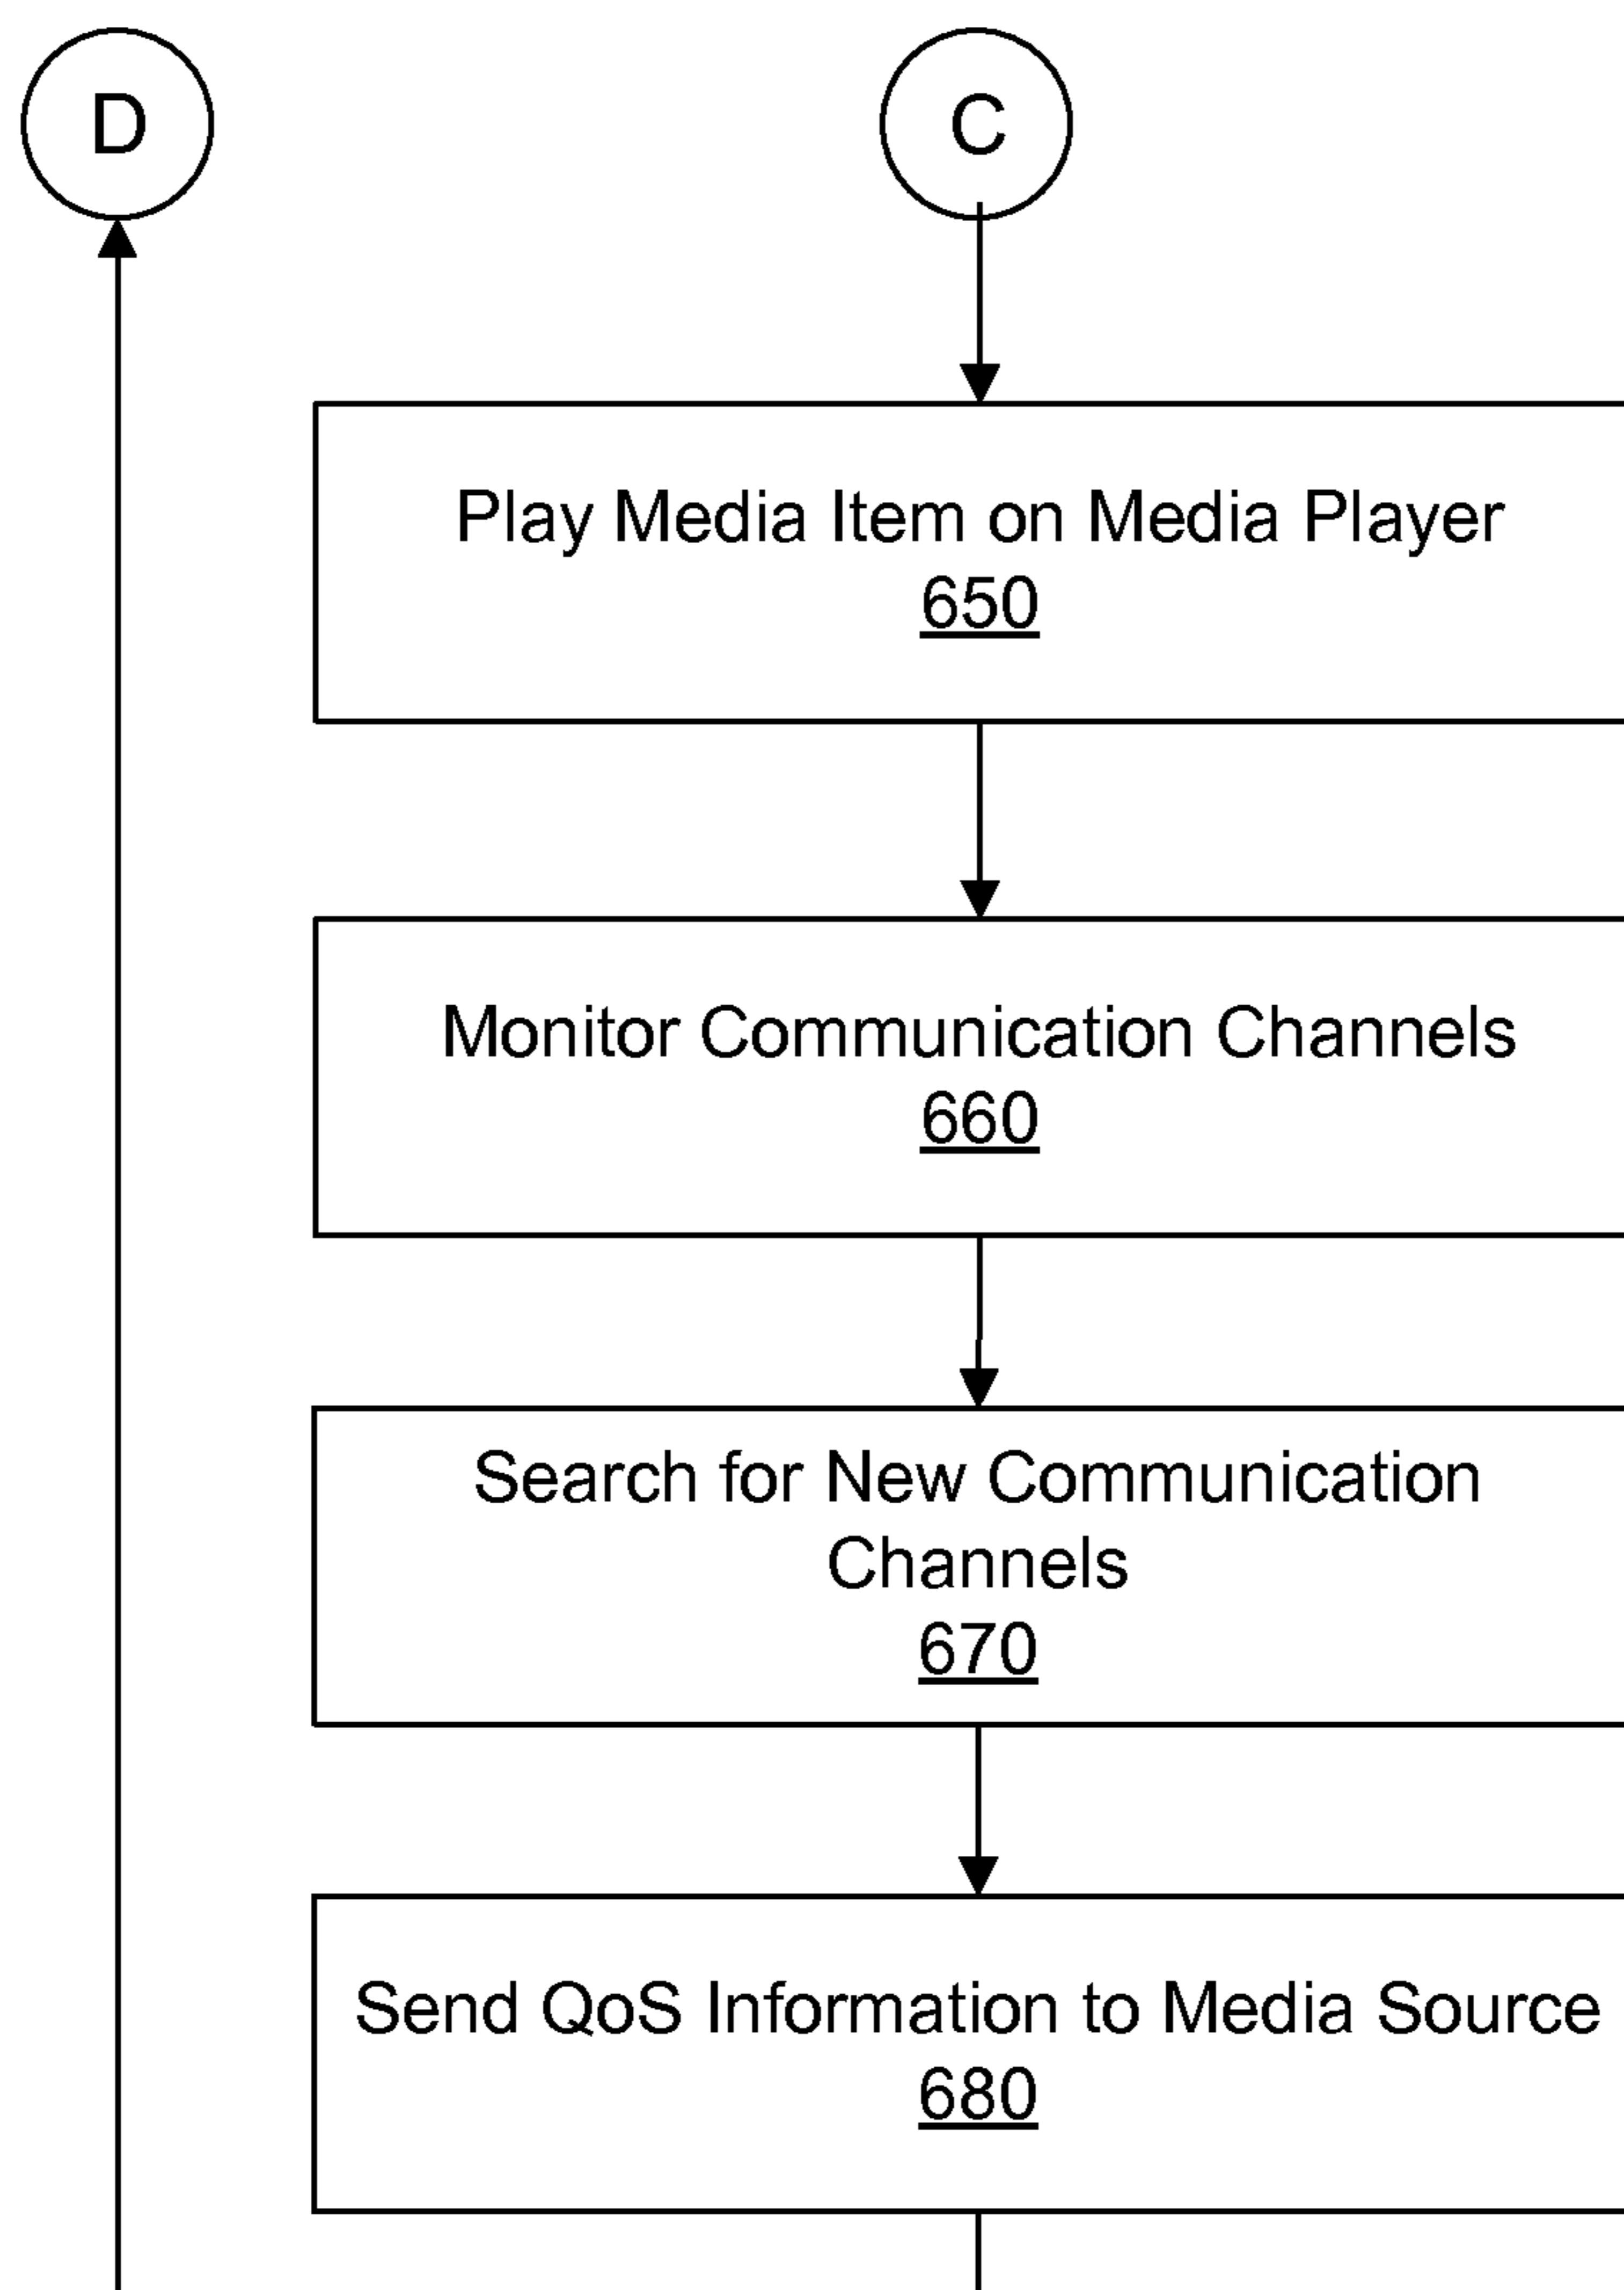 D
C
Play Media Item on Media Player
650
Monitor Communication Channels
660
Search for New Communication
Channels
670
Send QoS Information to Media Source
680